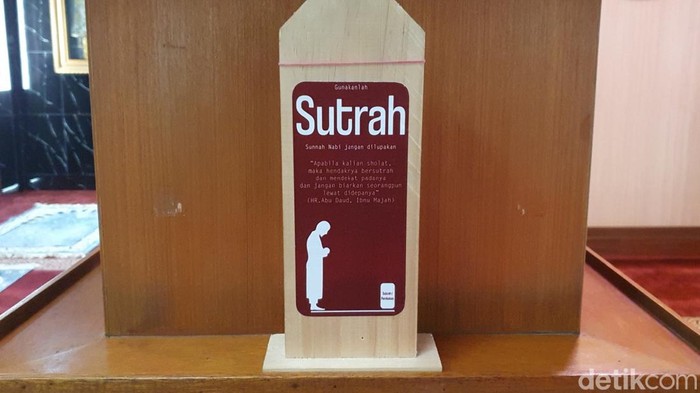 Gunakanlah
Sutrah
Sunnah Nabi jangan dilupakan
"Apabila kalian sholat,
maka hendakrya bersutrah
dan mendekat padanya
dan jangan biarkan seorangpun
lewat didepanya"
(HR.Abu Daud, Ibnu Majah)
detikcom